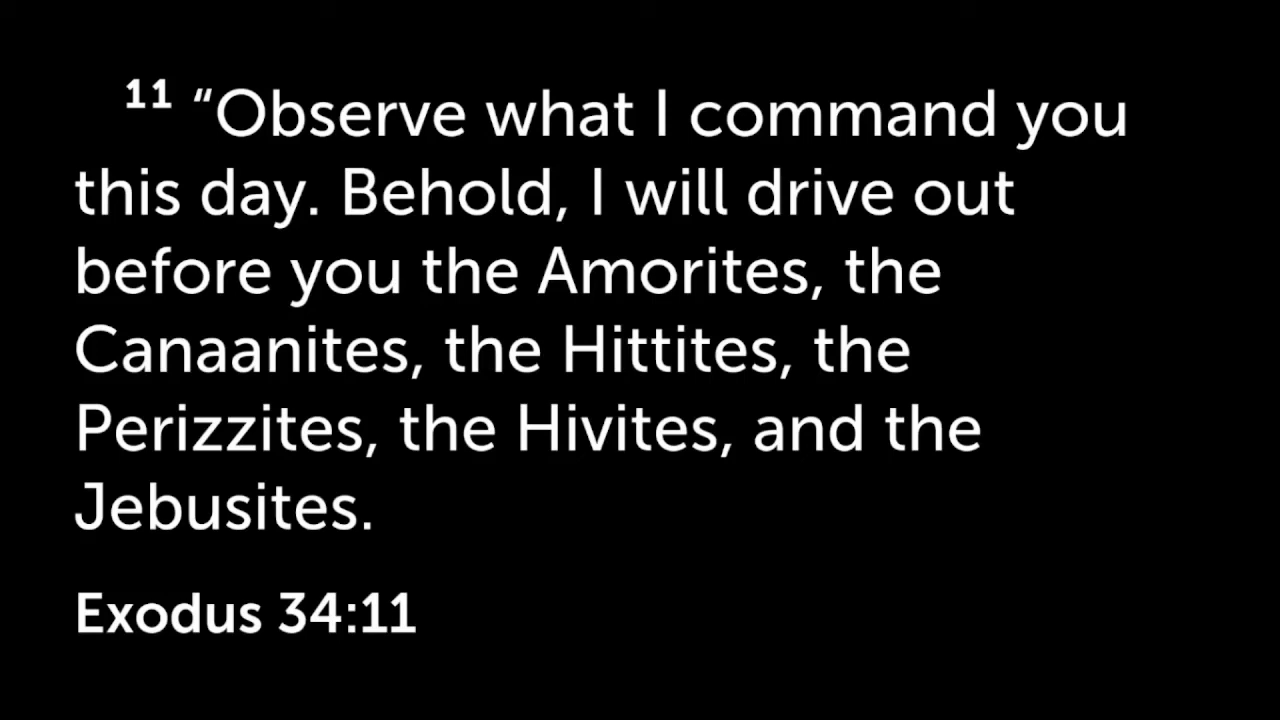 11 “Observe what I command you
this day. Behold, I will drive out
before you the Amorites, the
Canaanites, the Hittites, the
Perizzites, the Hivites, and the
Jebusites.
Exodus 34:11